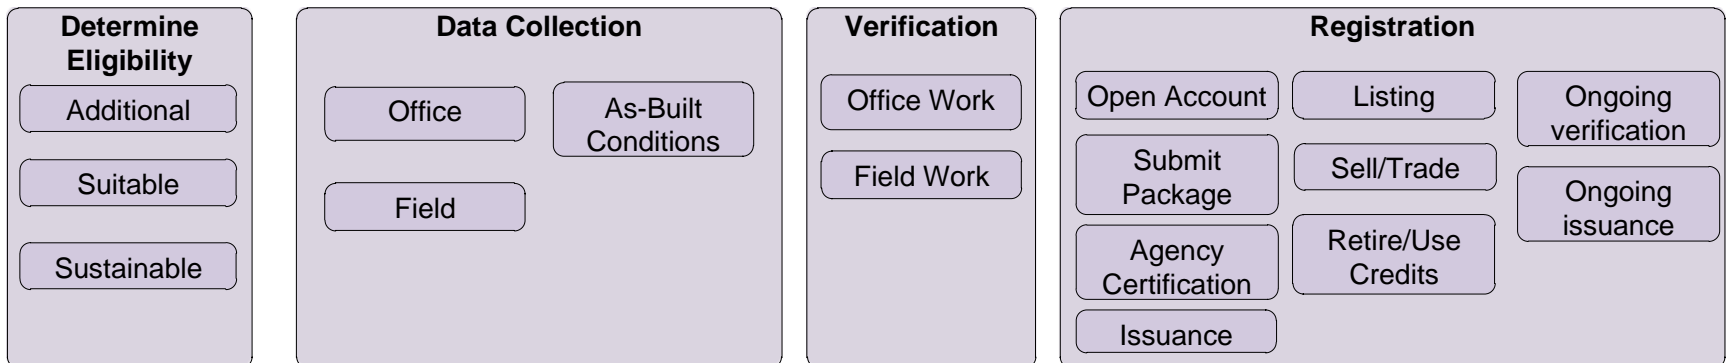 Determine
Eligibility
Additional
Suitable
Sustainable
Data Collection
Office
Field
As-Built
Conditions
Verification
Office Work
Field Work
Registration
Open Account
Submit
Package
Agency
Certification
Issuance
Listing
Sell/Trade
Retire/Use
Credits
Ongoing
verification
Ongoing
issuance